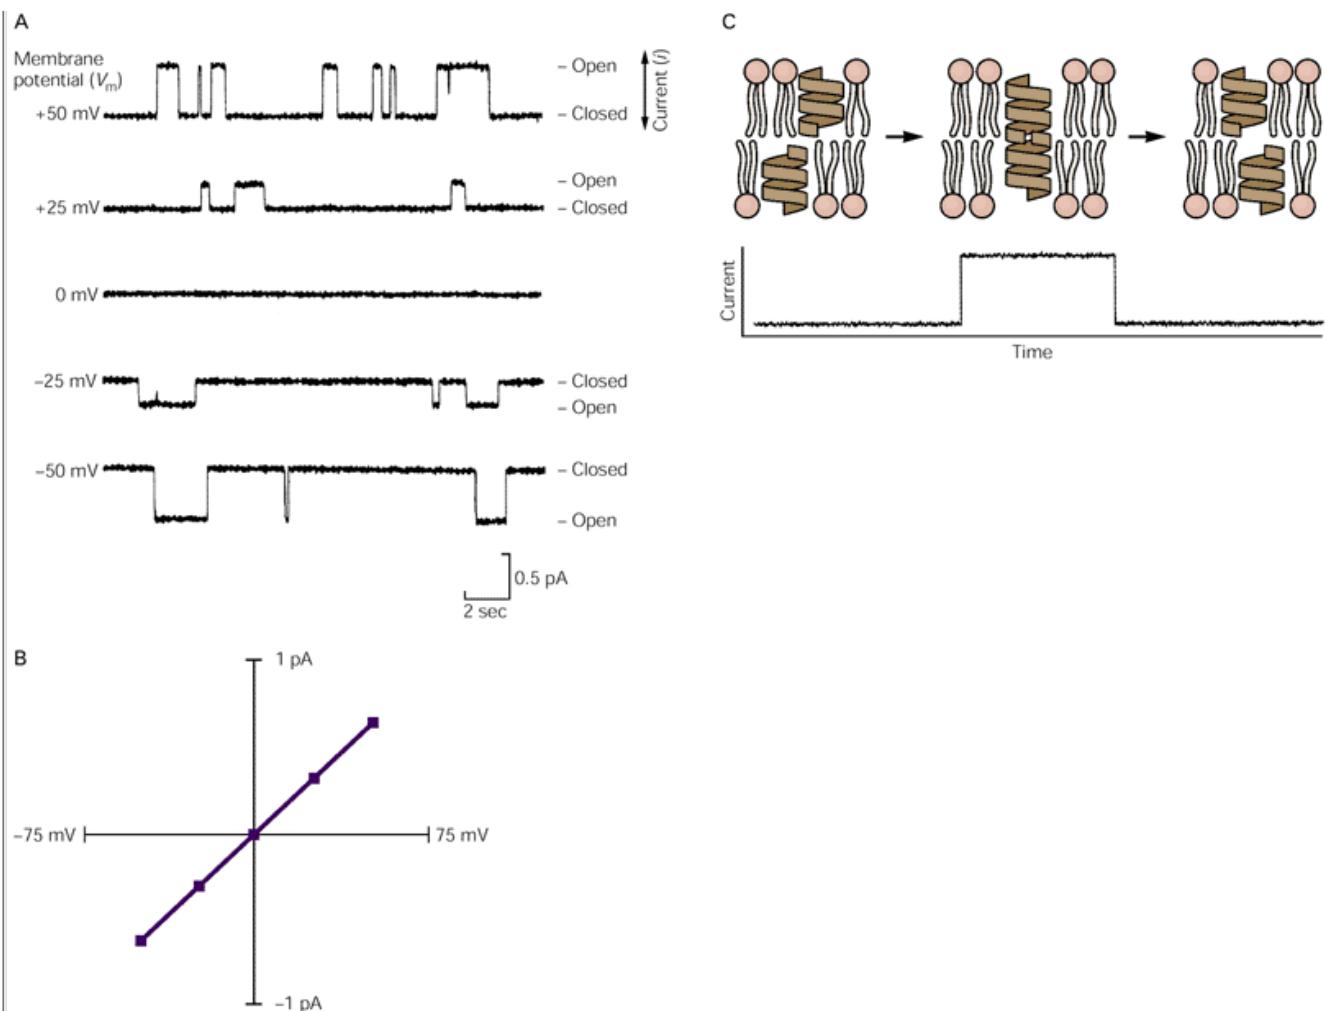 A
Membrane
potential (Vm)
+50 mV
– Open
– Closed
Current (i)
+25 mV
– Open
– Closed
0 mV
–25 mV
– Closed
– Open
–50 mV
– Closed
– Open
0.5 pA
2 sec
B
1 pA
–75 mV
75 mV
–1 pA
C
Current
Time